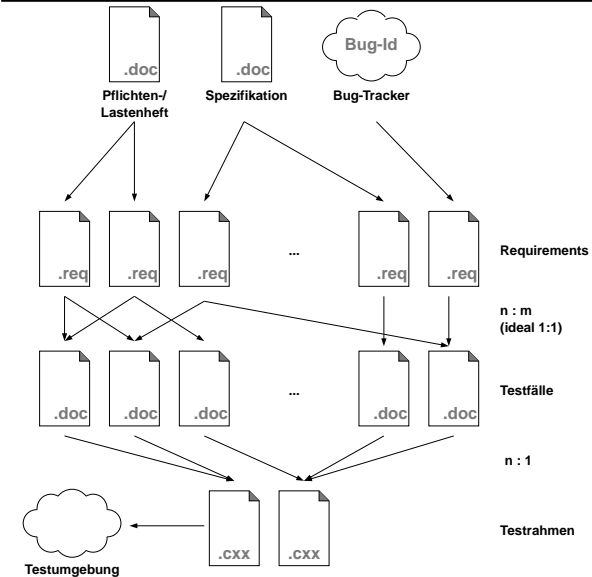 Bug-Id
.doc
.doc
Pflichten-/
Lastenheft
Spezifikation
Bug-Tracker
.req
.req
.req
...
.req
.req
Requirements
n : m
(ideal 1:1)
.doc
.doc
.doc
...
.doc
.doc
Testfälle
n : 1
.cxx
.cxx
Testrahmen
Testumgebung